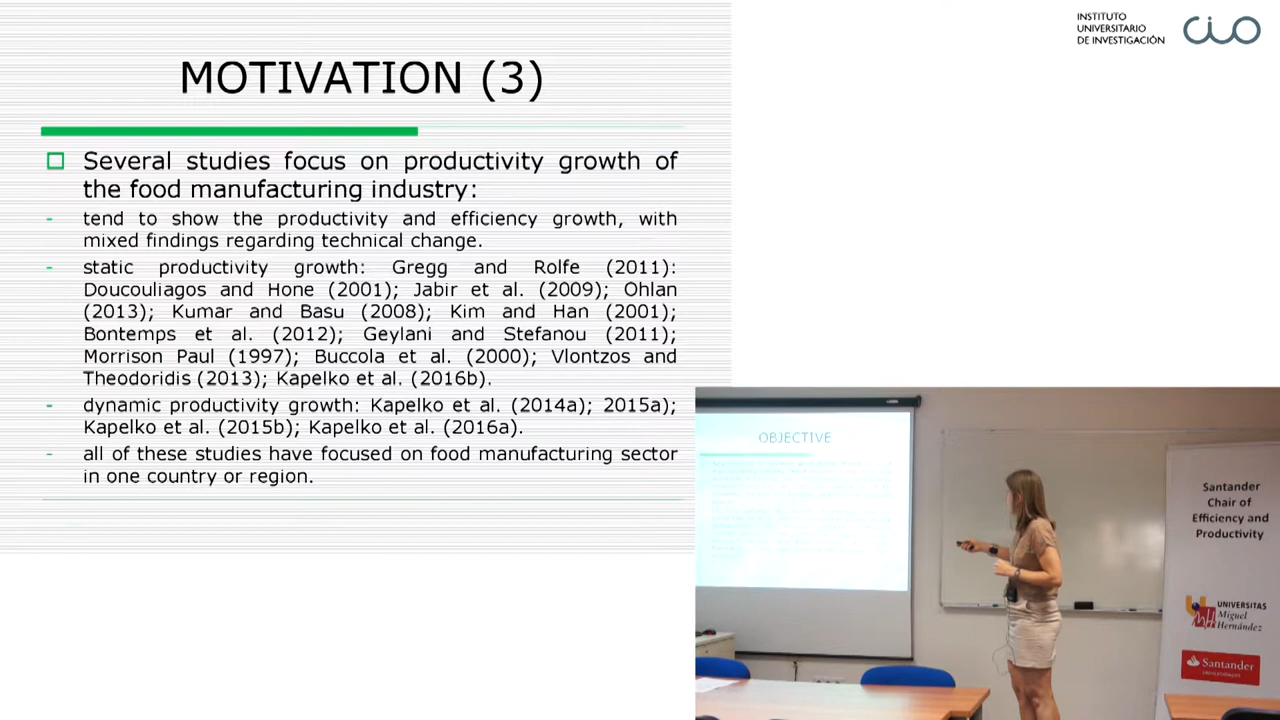 INSTITUTO
UNIVERSITARIO
DE INVESTIGACIÓN
CIO
MOTIVATION (3)
Several studies focus on productivity growth of
the food manufacturing industry:
- tend to show the productivity and efficiency growth, with
mixed findings regarding technical change.
- static productivity growth: Gregg and Rolfe (2011):
Doucouliagos and Hone (2001); Jabir et al. (2009); Ohlan
(2013); Kumar and Basu (2008); Kim and Han (2001);
Bontemps et al. (2012); Geylani and Stefanou (2011);
Morrison Paul (1997); Buccola et al. (2000); Vlontzos and
Theodoridis (2013); Kapelko et al. (2016b).
- dynamic productivity growth: Kapelko et al. (2014a); 2015a);
Kapelko et al. (2015b); Kapelko et al. (2016a).
- all of these studies have focused on food manufacturing sector
in one country or region.
OBJECTIVE
Santander
Chair of
Efficiency and
Productivity
UNIVERSITAS
Miguel
Hernández
Santander